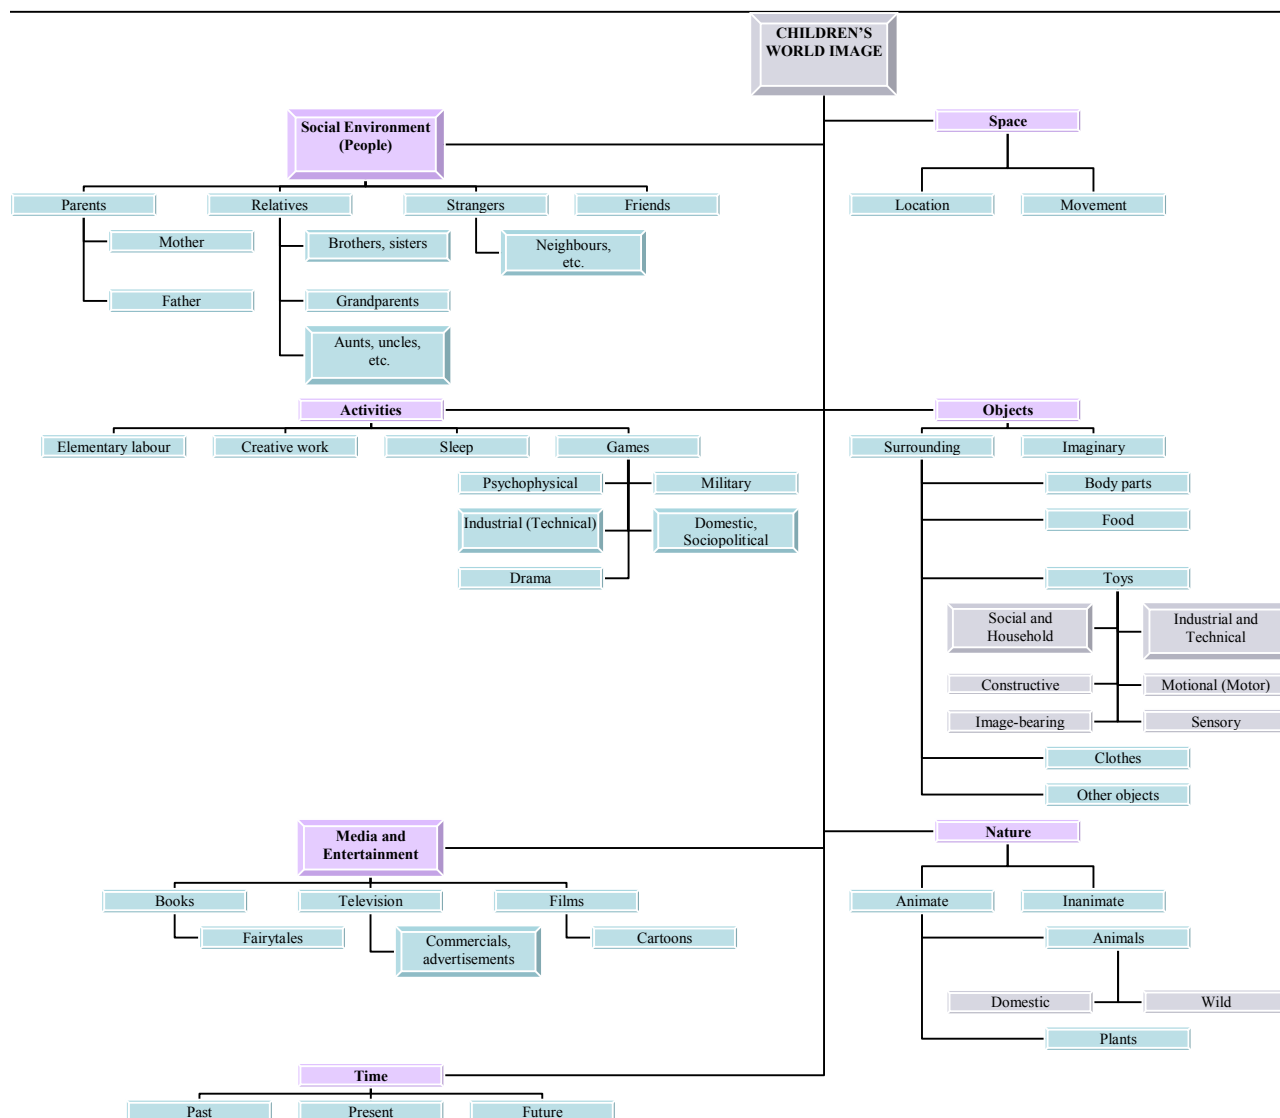 CHILDREN'S
WORLD IMAGE
Social Environment
(People)
Space
Parents
Relatives
Strangers
Friends
Location
Movement
Mother
Brothers, sisters
Neighbours,
etc.
Father
Grandparents
Aunts, uncles,
etc.
Activities
Objects
Elementary labour
Creative work
Sleep
Games
Surrounding
Imaginary
Psychophysical
Military
Body parts
Industrial (Technical)
Domestic,
Sociopolitical
Food
Drama
Toys
Social and
Household
Industrial and
Technical
Constructive
Motional (Motor)
Image-bearing
Sensory
Clothes
Other objects
Media and
Entertainment
Nature
Books
Television
Films
Animate
Inanimate
Fairytales
Commercials,
advertisements
Cartoons
Animals
Domestic
Wild
Plants
Time
Past
Present
Future